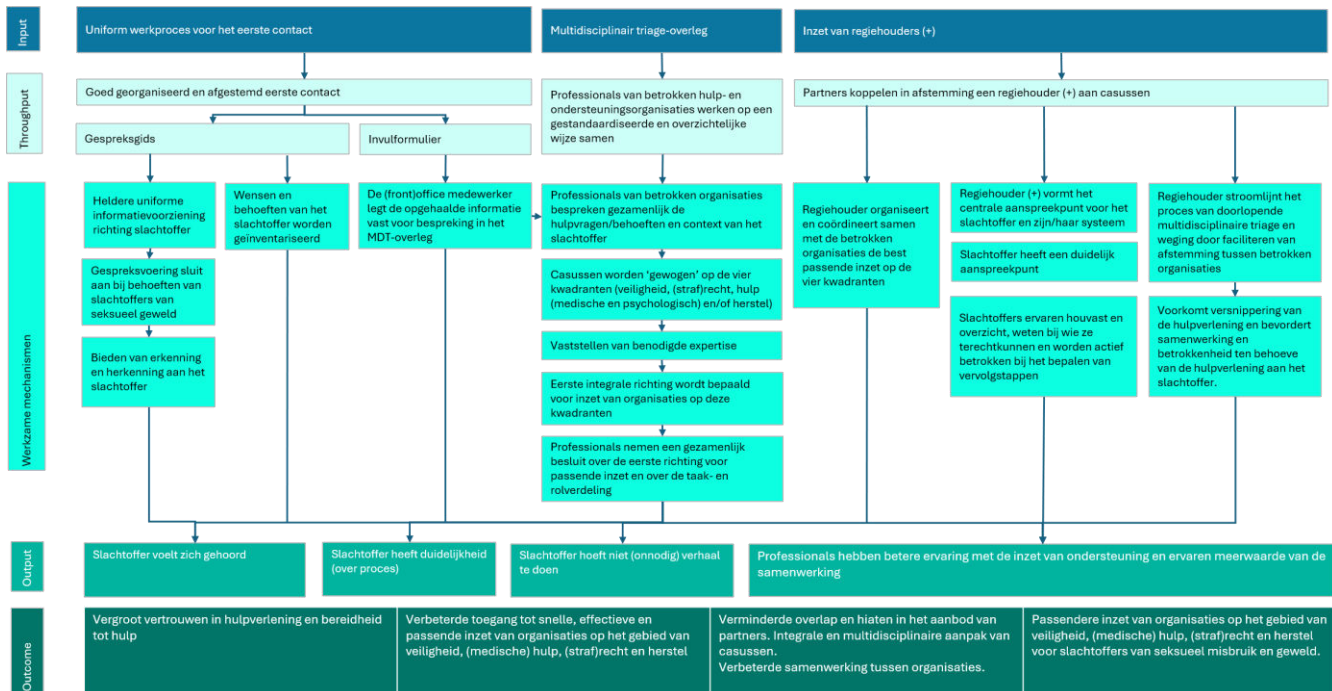 Input
Uniform werkproces voor het eerste contact
Multidisciplinair triage-overleg
Inzet van regiehouders (+)
Throughput
Goed georganiseerd en afgestemd eerste contact
Professionals van betrokken hulp- en
ondersteuningsorganisaties werken op een
gestandaardiseerde en overzichtelijke
wijze samen
Partners koppelen in afstemming een regiehouder (+) aan casussen
Gespreksgids
Invulformulier
Werkzame mechanismen
Heldere uniforme
informatievoorziening
richting slachtoffer
Wensen en
behoeften van het
slachtoffer worden
geïnventariseerd
De (front)office medewerker
legt de opgehaalde informatie
vast voor bespreking in het
MDT-overleg
Professionals van betrokken organisaties
bespreken gezamenlijk de
hulpvragen/behoeften en context van het
slachtoffer
Regiehouder organiseert
en coördineert samen
met de betrokken
organisaties de best
passende inzet op de
vier kwadranten
Regiehouder (+) vormt het
centrale aanspreekpunt voor het
slachtoffer en zijn/haar systeem
Regiehouder stroomlijnt het
proces van doorlopende
multidisciplinaire triage en
weging door faciliteren van
afstemming tussen betrokken
organisaties
Gespreksvoering sluit
aan bij behoeften van
slachtoffers van
seksueel geweld
Casussen worden ‘gewogen’ op de vier
kwadranten (veiligheid, (straf)recht, hulp
(medische en psychologisch) en/of herstel)
Slachtoffer heeft een duidelijk
aanspreekpunt
Bieden van erkenning
en herkenning aan het
slachtoffer
Vaststellen van benodigde expertise
Slachtoffers ervaren houvast en
overzicht, weten bij wie ze
terechtkunnen en worden actief
betrokken bij het bepalen van
vervolgstappen
Voorkomt versnippering van
de hulpverlening en bevordert
samenwerking en
betrokkenheid ten behoeve
van de hulpverlening aan het
slachtoffer.
Eerste integrale richting wordt bepaald
voor inzet van organisaties op deze
kwadranten
Professionals nemen een gezamenlijk
besluit over de eerste richting voor
passende inzet en over de taak- en
rolverdeling
Output
Slachtoffer voelt zich gehoord
Slachtoffer heeft duidelijkheid
(over proces)
Slachtoffer hoeft niet (onnodig) verhaal
te doen
Professionals hebben betere ervaring met de inzet van ondersteuning en ervaren meerwaarde van de
samenwerking
Outcome
Vergroot vertrouwen in hulpverlening en bereidheid
tot hulp
Verbeterde toegang tot snelle, effectieve en
passende inzet van organisaties op het gebied van
veiligheid, (medische) hulp, (straf)recht en herstel
Verminderde overlap en hiaten in het aanbod van
partners. Integrale en multidisciplinaire aanpak van
casussen.
Verbeterde samenwerking tussen organisaties.
Passendere inzet van organisaties op het gebied van
veiligheid, (medische) hulp, (straf)recht en herstel
voor slachtoffers van seksueel misbruik en geweld.